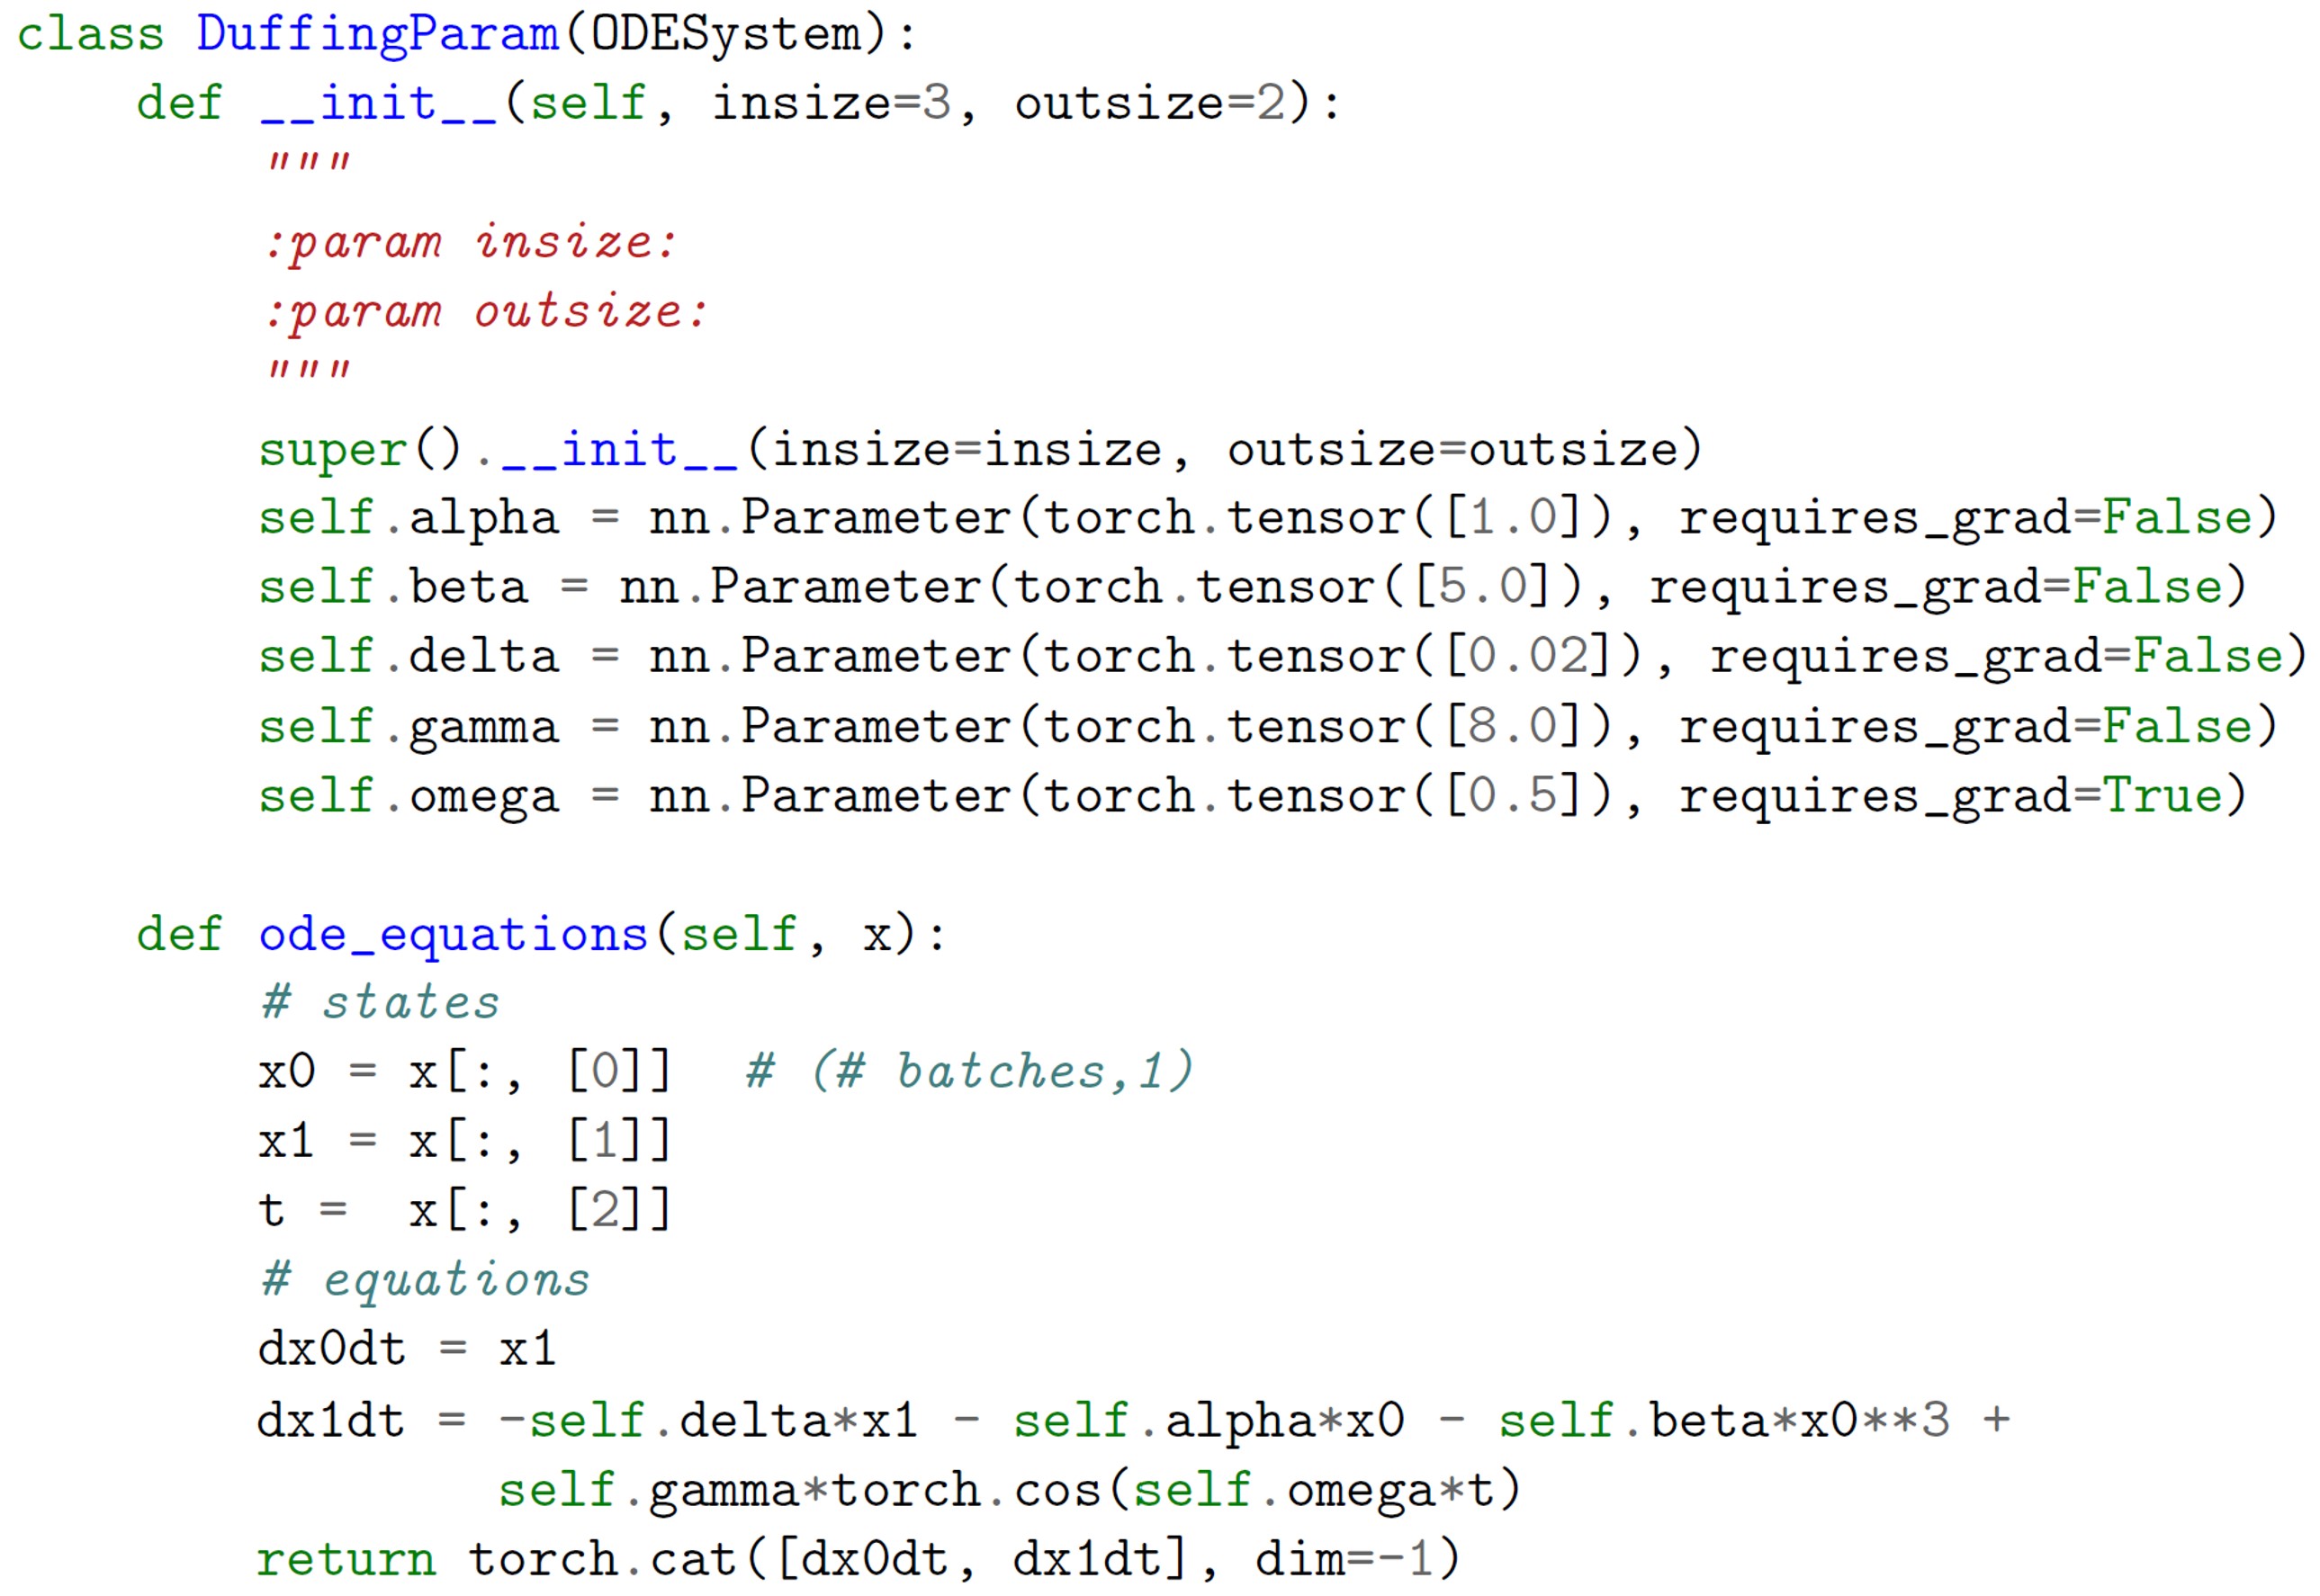 class DuffingParam(ODESystem):
    def __init__(self, insize=3, outsize=2):
        """
        :param insize:
        :param outsize:
        """
        super().__init__(insize=insize, outsize=outsize)
        self.alpha = nn.Parameter(torch.tensor([1.0]), requires_grad=False)
        self.beta = nn.Parameter(torch.tensor([5.0]), requires_grad=False)
        self.delta = nn.Parameter(torch.tensor([0.02]), requires_grad=False)
        self.gamma = nn.Parameter(torch.tensor([8.0]), requires_grad=False)
        self.omega = nn.Parameter(torch.tensor([0.5]), requires_grad=True)
    def ode_equations(self, x):
        # states
        x0 = x[:, [0]]  # (# batches,1)
        x1 = x[:, [1]]
        t =  x[:, [2]]
        # equations
        dx0dt = x1
        dx1dt = -self.delta*x1 - self.alpha*x0 - self.beta*x0**3 +
                self.gamma*torch.cos(self.omega*t)
        return torch.cat([dx0dt, dx1dt], dim=-1)